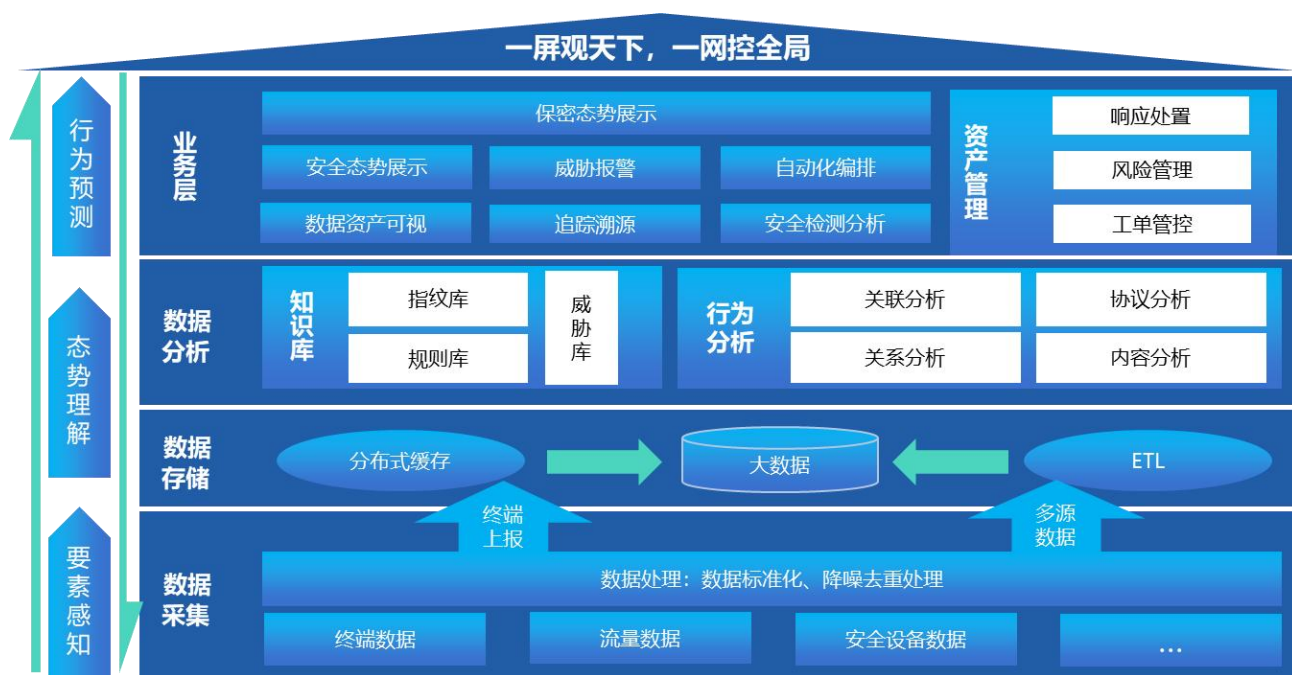 一屏观天下，一网控全局
行为预测
态势理解
要素感知
业务层
保密态势展示
安全态势展示
威胁报警
自动化编排
数据资产可视
追踪溯源
安全检测分析
资产管理
响应处置
风险管理
工单管控
数据
分析
知识库
指纹库
规则库
威胁库
行为
分析
关联分析
协议分析
关系分析
内容分析
数据
存储
分布式缓存
大数据
ETL
终端
上报
多源
数据
数据
采集
数据处理：数据标准化、降噪去重处理
终端数据
流量数据
安全设备数据
...